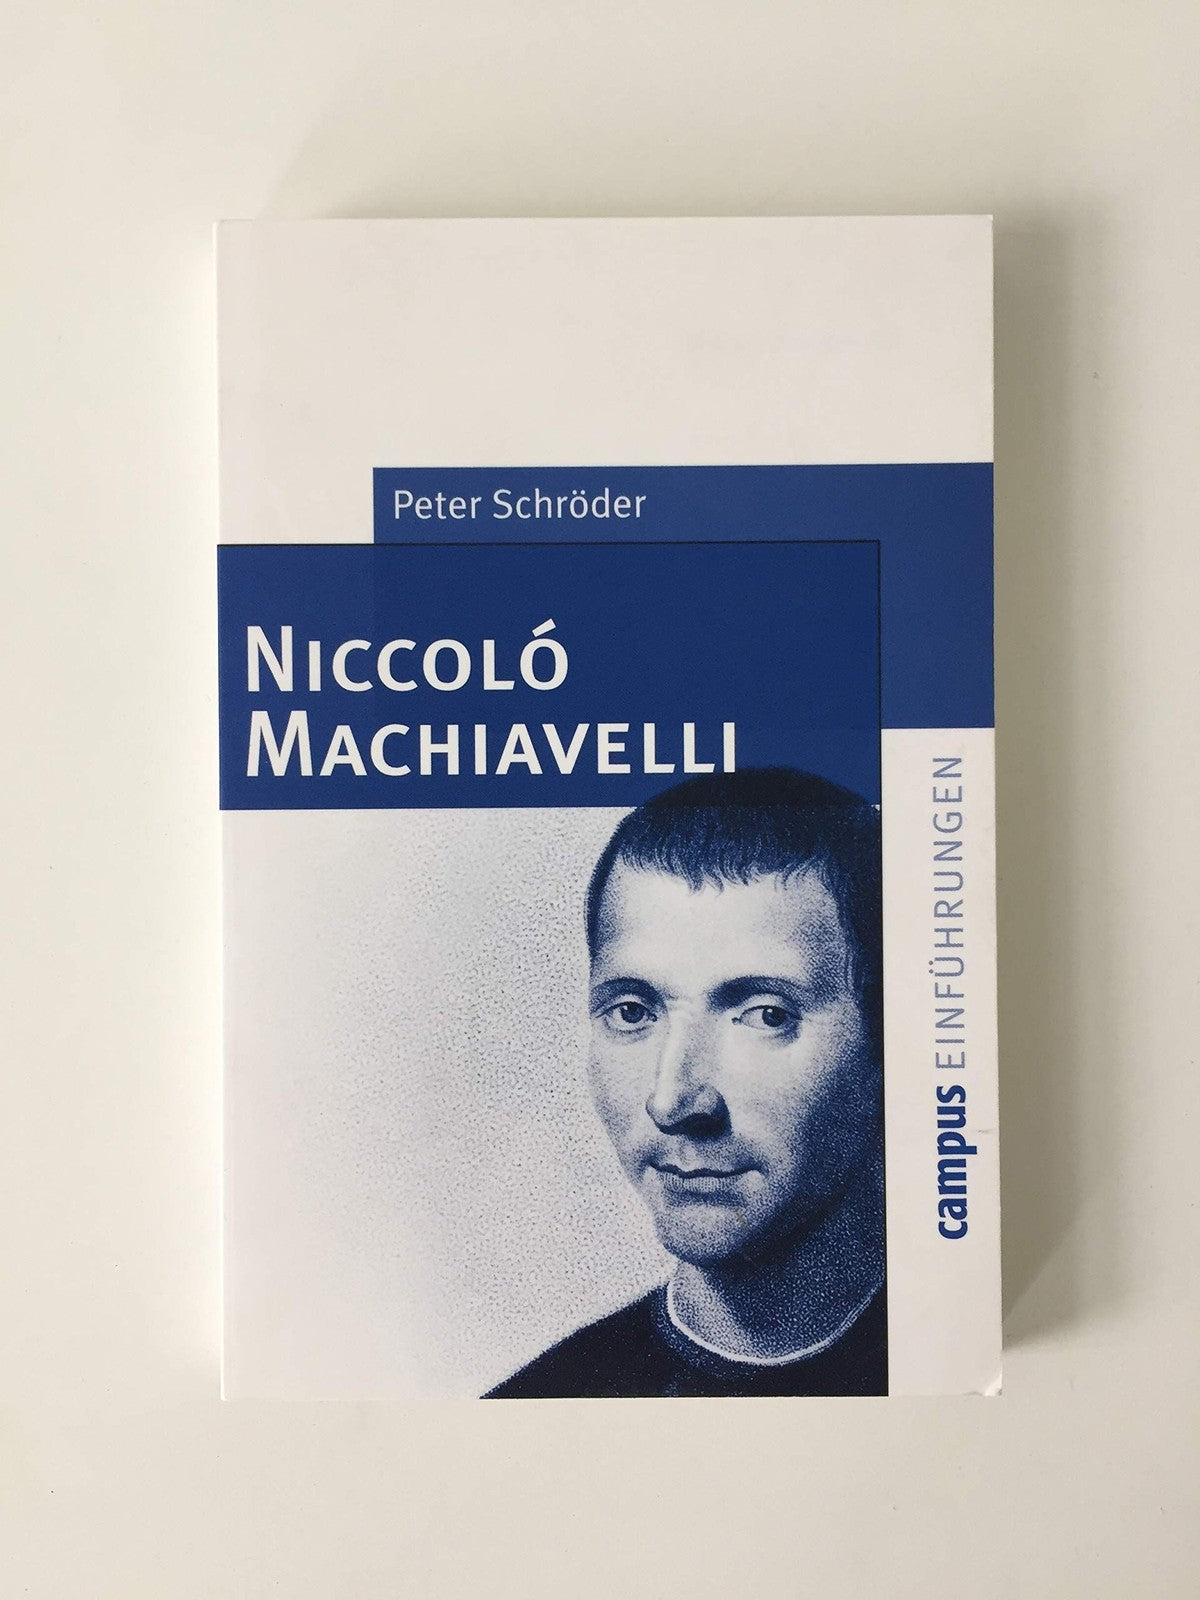 Peter Schröder
NICCOLÓ
MACHIAVELLI
campus EINFÜHRUNGEN